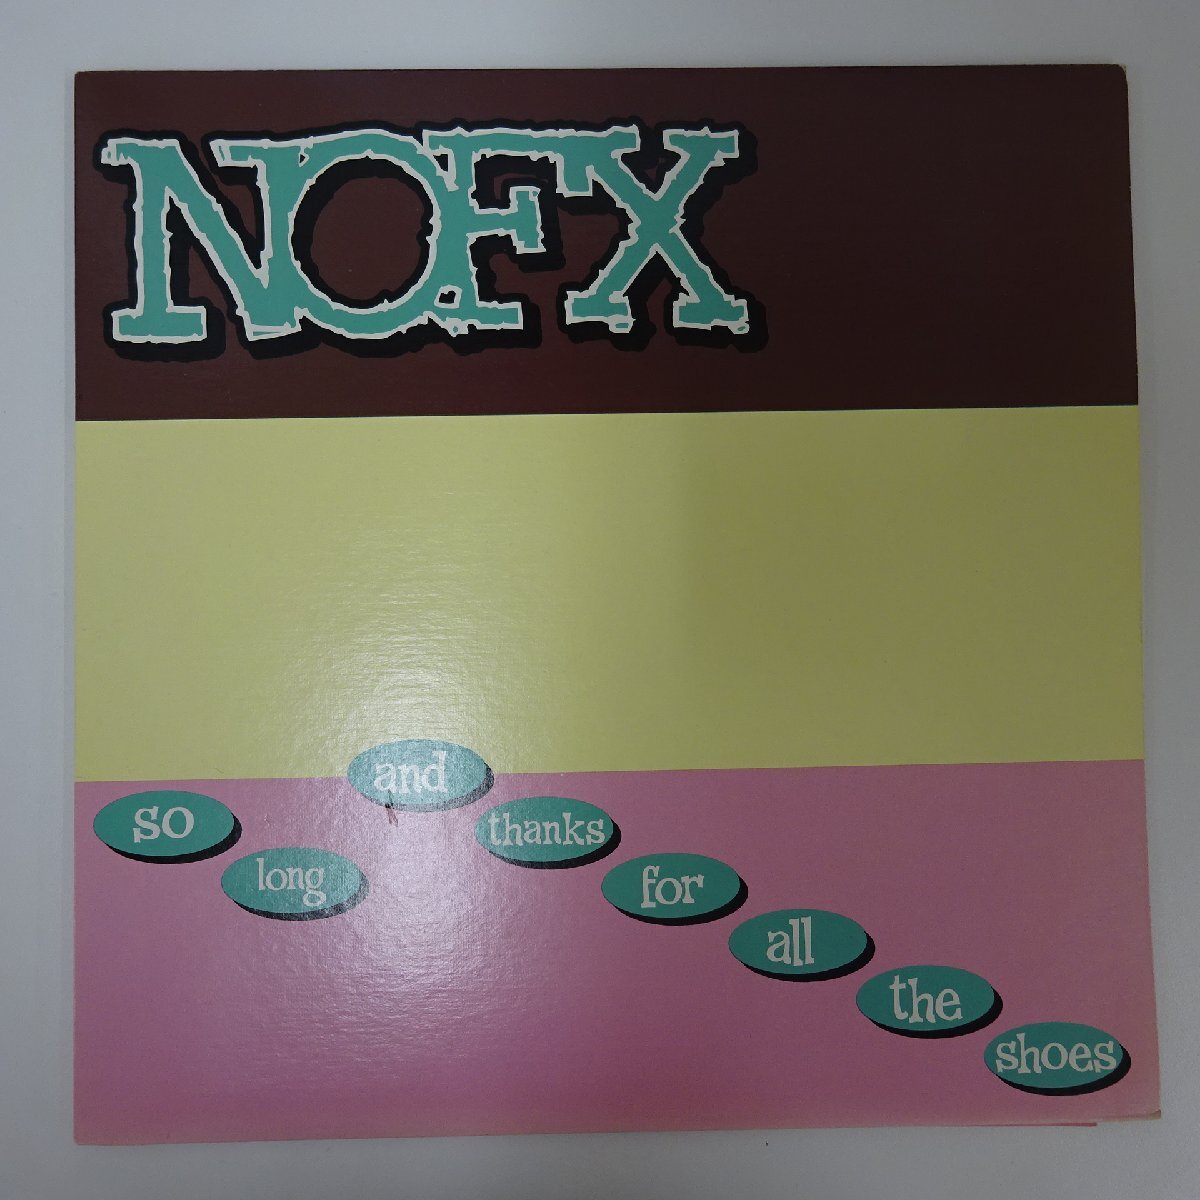 NOFX
so
long
and
thanks
for
all
the
shoes